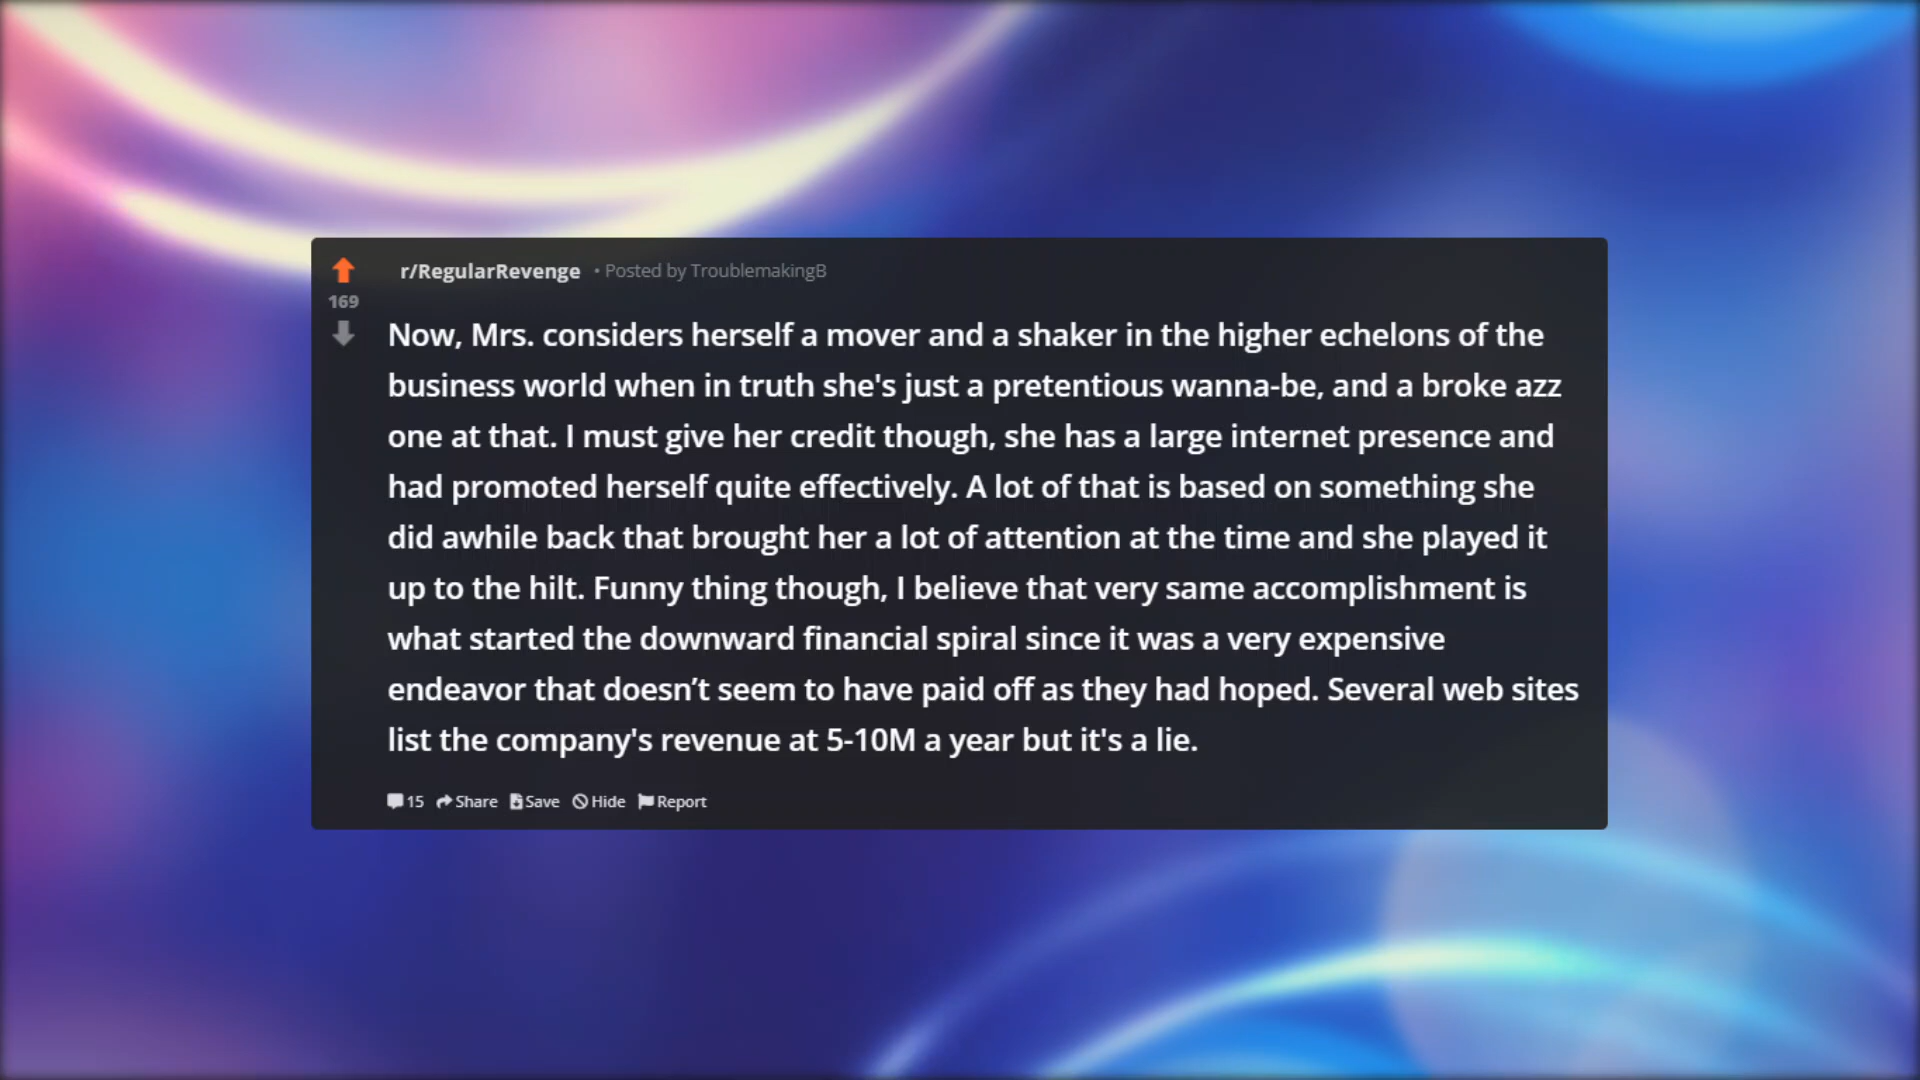 r/RegularRevenge • Posted by TroublemakingB
169
Now, Mrs. considers herself a mover and a shaker in the higher echelons of the
business world when in truth she's just a pretentious wanna-be, and a broke azz
one at that. I must give her credit though, she has a large internet presence and
had promoted herself quite effectively. A lot of that is based on something she
did awhile back that brought her a lot of attention at the time and she played it
up to the hilt. Funny thing though, I believe that very same accomplishment is
what started the downward financial spiral since it was a very expensive
endeavor that doesn’t seem to have paid off as they had hoped. Several web sites
list the company's revenue at 5-10M a year but it's a lie.
15 Share Save Hide Report